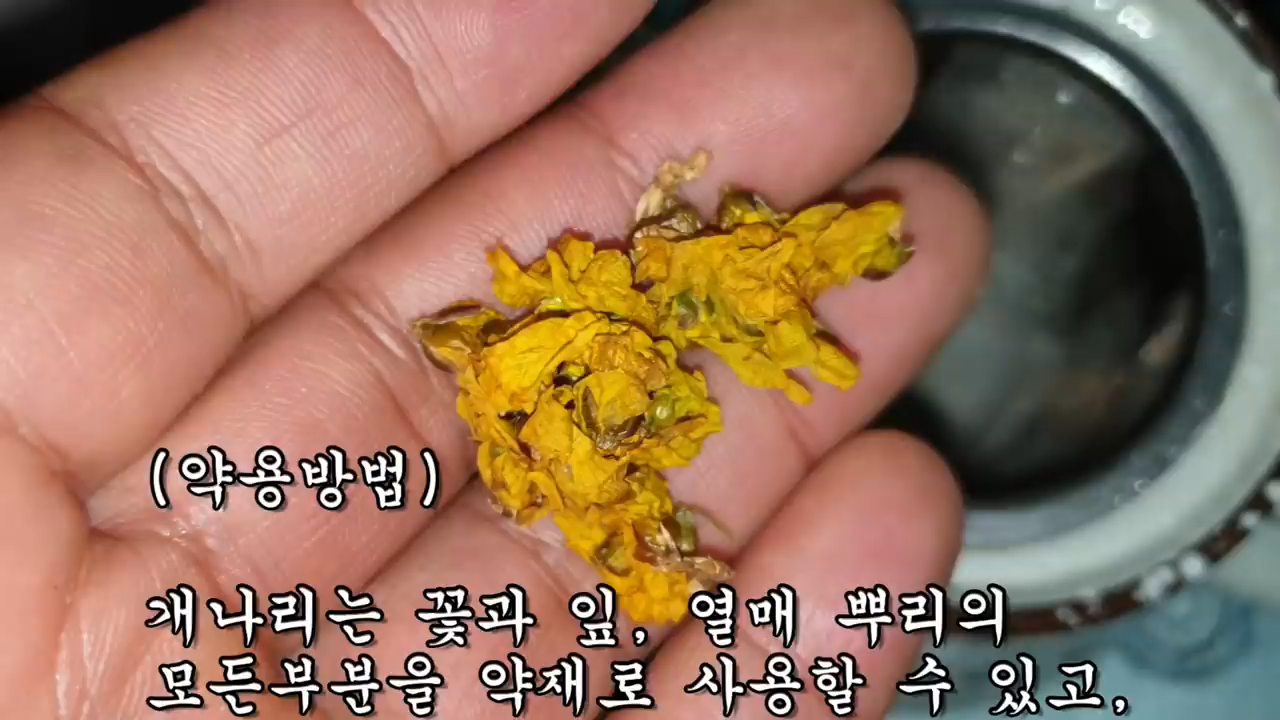 (약용방법)
개나리는 꽃과 잎, 열매 뿌리의
모든부분을 약재로 사용할 수 있고,